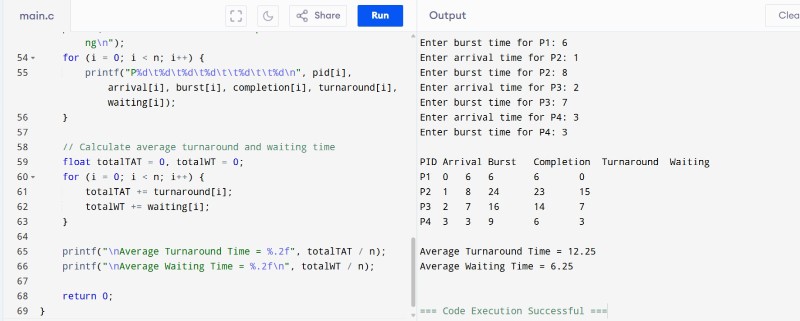 main.c
Share
Run
Output
Clea
ng\n");
54 for (i = 0; i < n; i++) {
55 printf("P%d\t%d\t%d\t%d\t\t%d\t\t%d\n", pid[i],
arrival[i], burst[i], completion[i], turnaround[i],
waiting[i]);
56 }
57
58 // Calculate average turnaround and waiting time
59 float totalTAT = 0, totalWT = 0;
60 for (i = 0; i < n; i++) {
61 totalTAT += turnaround[i];
62 totalWT += waiting[i];
63 }
64
65 printf("\nAverage Turnaround Time = %.2f", totalTAT / n);
66 printf("\nAverage Waiting Time = %.2f\n", totalWT / n);
67
68 return 0;
69 }
Enter burst time for P1: 6
Enter arrival time for P2: 1
Enter burst time for P2: 8
Enter arrival time for P3: 2
Enter burst time for P3: 7
Enter arrival time for P4: 3
Enter burst time for P4: 3
PID Arrival Burst Completion Turnaround Waiting
P1 0 6 6 6 0
P2 1 8 24 23 15
P3 2 7 16 14 7
P4 3 3 9 6 3
Average Turnaround Time = 12.25
Average Waiting Time = 6.25
=== Code Execution Successful ===